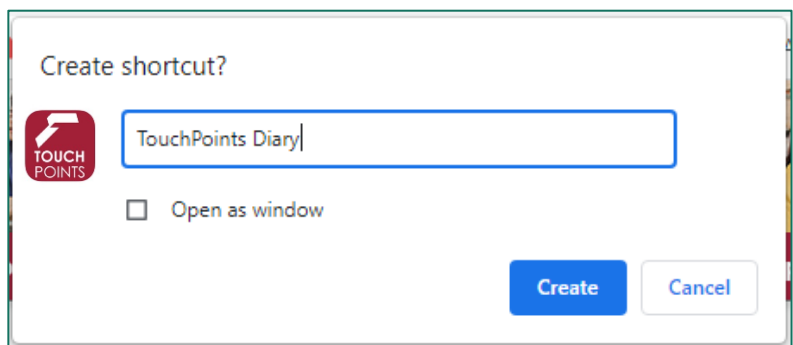 Create shortcut?
TouchPoints Diary
TOUCH
POINTS
Open as window
Create Cancel